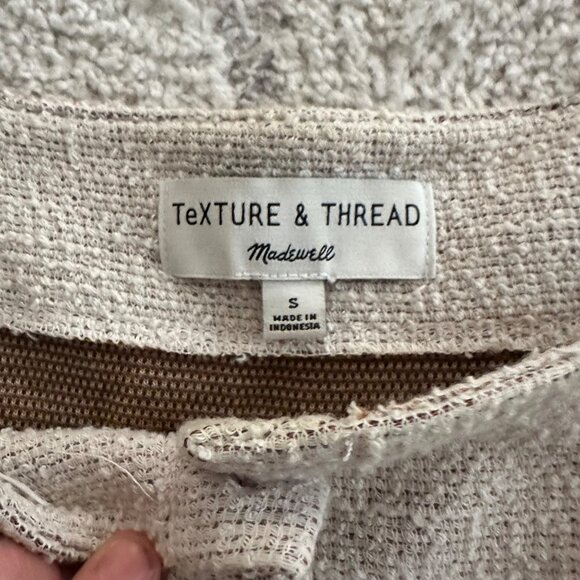 TeXTURE & THREAD
Madewell
S
MADE IN
INDONESIA